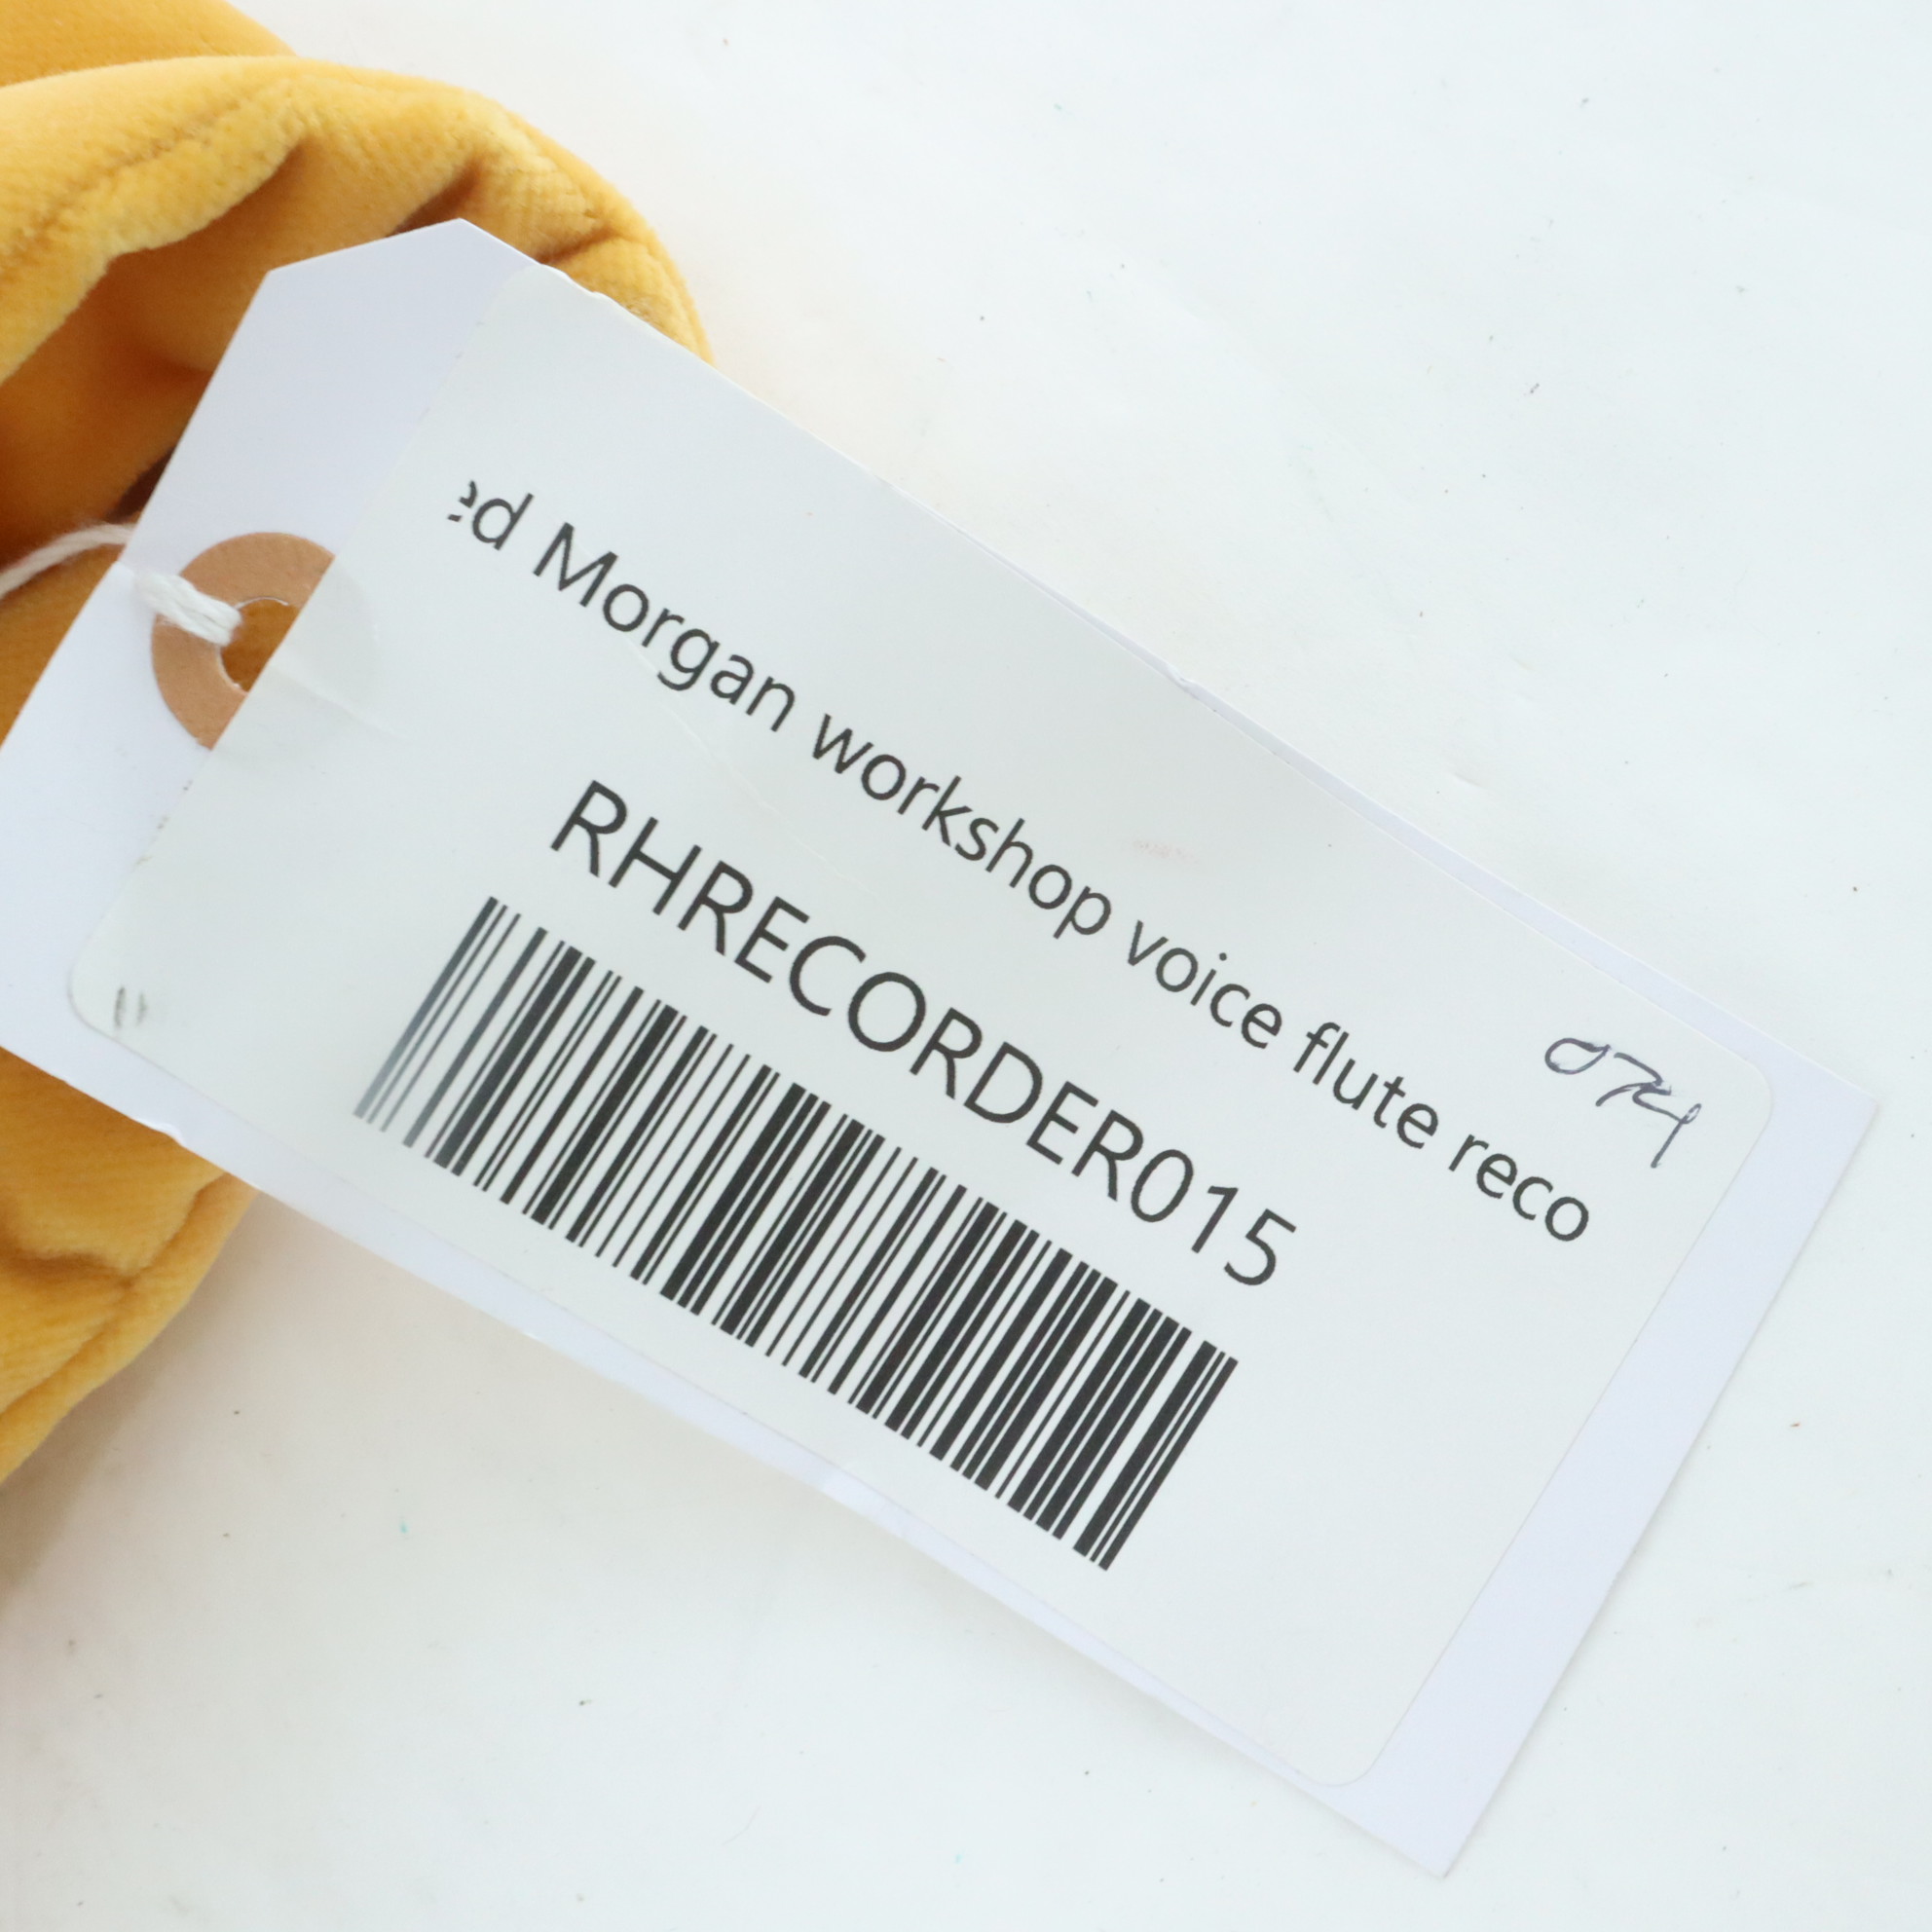 ed Morgan workshop voice flute reco
RHRECORDER015
074